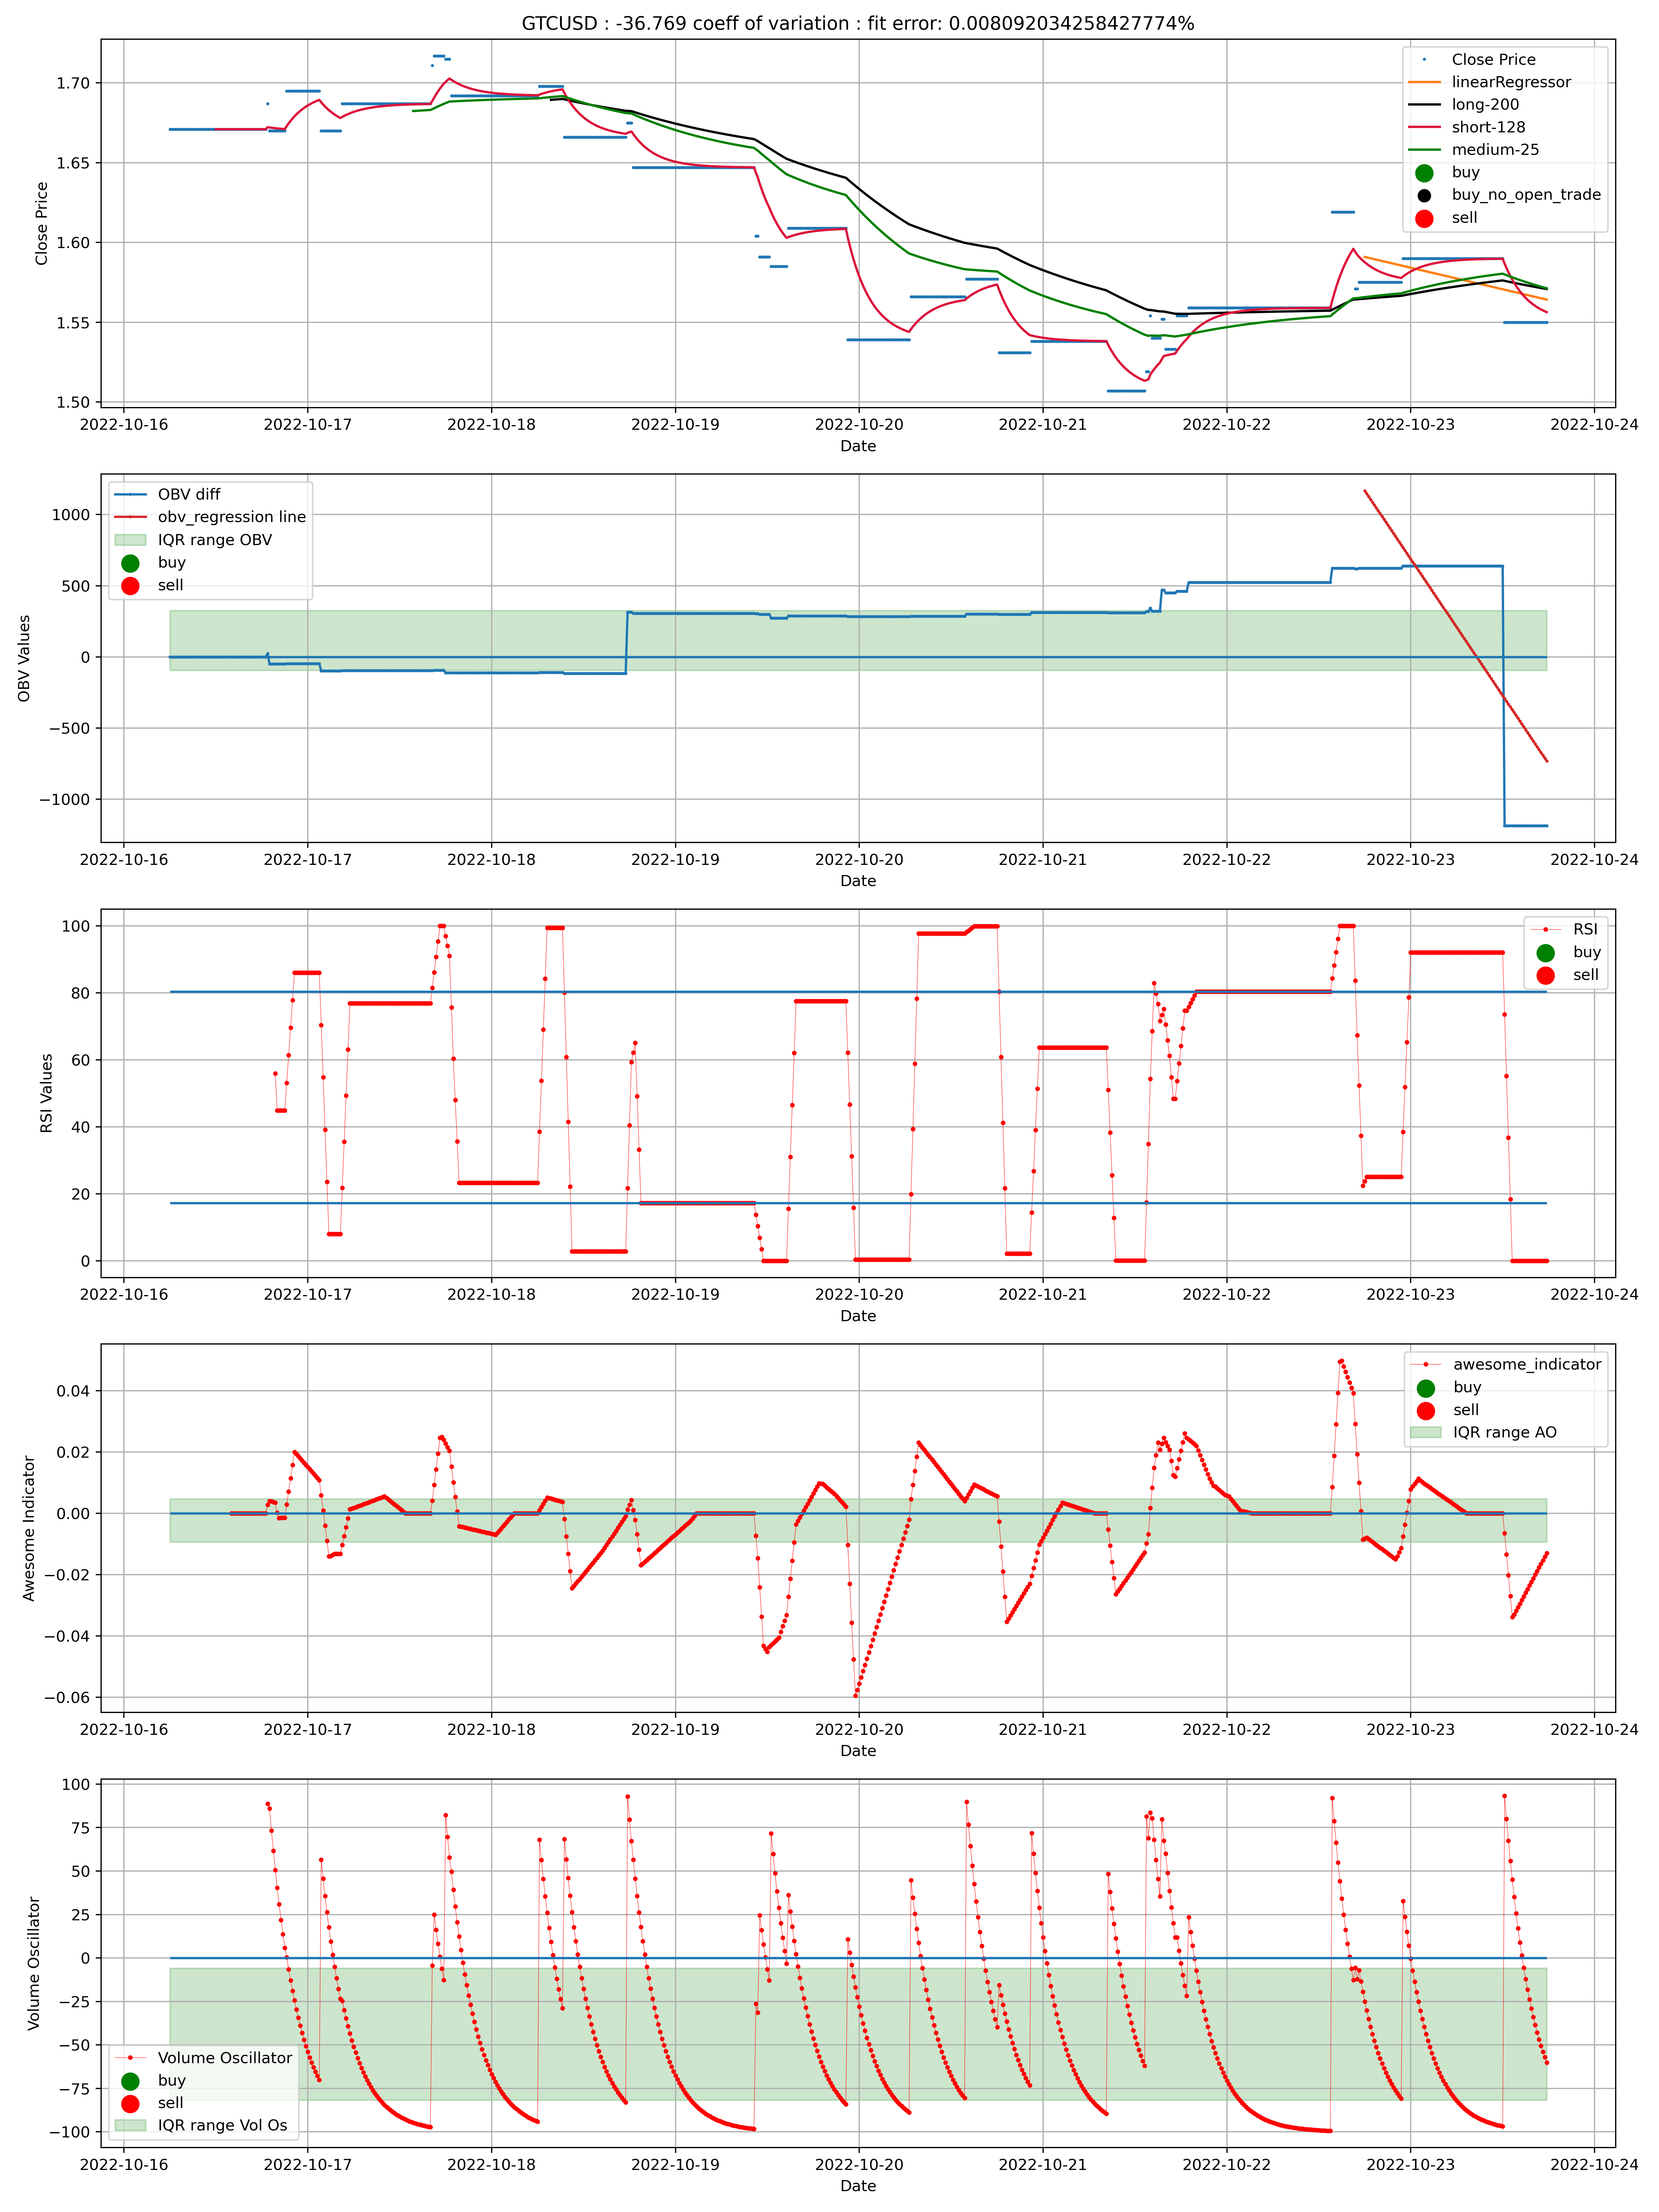 GTCUSD : -36.769 coeff of variation : fit error: 0.008092034258427774%
Close Price
1.70
1.65
1.60
1.55
1.50
Close Price
linearRegressor
long-200
short-128
medium-25
buy
buy_no_open_trade
sell
2022-10-16 2022-10-17 2022-10-18 2022-10-19 2022-10-20 2022-10-21 2022-10-22 2022-10-23 2022-10-24
Date
OBV Values
1000
500
0
−500
−1000
OBV diff
obv_regression line
IQR range OBV
buy
sell
2022-10-16 2022-10-17 2022-10-18 2022-10-19 2022-10-20 2022-10-21 2022-10-22 2022-10-23 2022-10-24
Date
RSI Values
100
80
60
40
20
0
RSI
buy
sell
2022-10-16 2022-10-17 2022-10-18 2022-10-19 2022-10-20 2022-10-21 2022-10-22 2022-10-23 2022-10-24
Date
Awesome Indicator
0.04
0.02
0.00
−0.02
−0.04
−0.06
awesome_indicator
buy
sell
IQR range AO
2022-10-16 2022-10-17 2022-10-18 2022-10-19 2022-10-20 2022-10-21 2022-10-22 2022-10-23 2022-10-24
Date
Volume Oscillator
100
75
50
25
0
−25
−50
−75
−100
Volume Oscillator
buy
sell
IQR range Vol Os
2022-10-16 2022-10-17 2022-10-18 2022-10-19 2022-10-20 2022-10-21 2022-10-22 2022-10-23 2022-10-24
Date